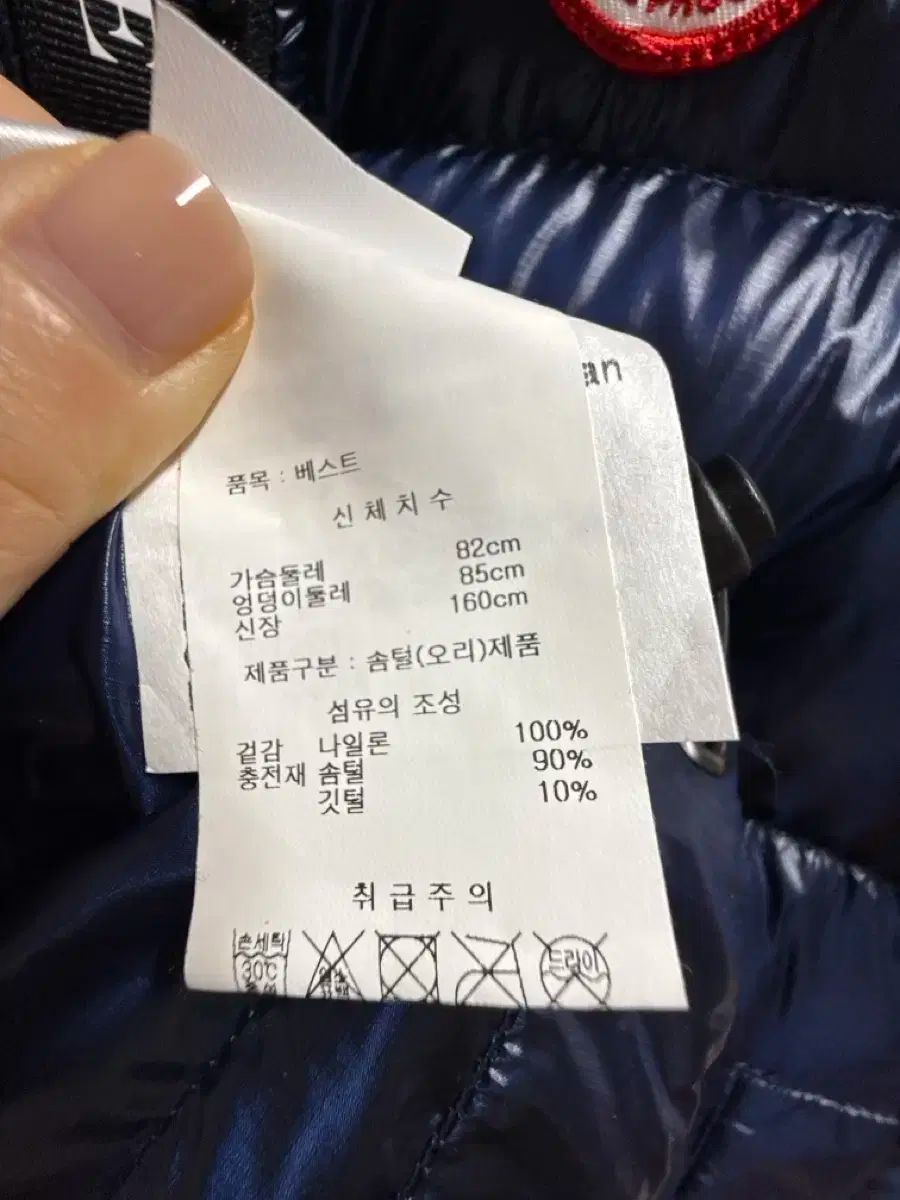 품목 : 베스트
신 체 치 수
가슴둘레 82cm
엉덩이둘레 85cm
신장 160cm
제품구분 : 솜털(오리)제품
섬유의 조성
겉감 나일론 100%
충전재 솜털 90%
깃털 10%
취 급 주 의
손세탁 30℃
드라이